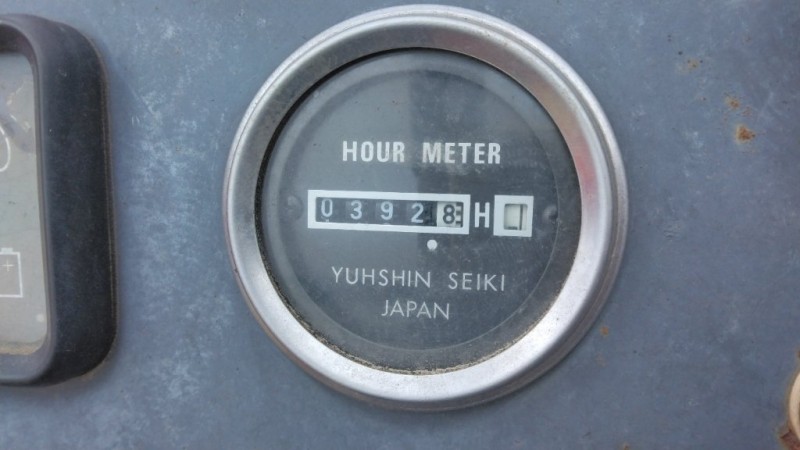 HOUR METER
03928 H
YUHSHIN SEIKI
JAPAN